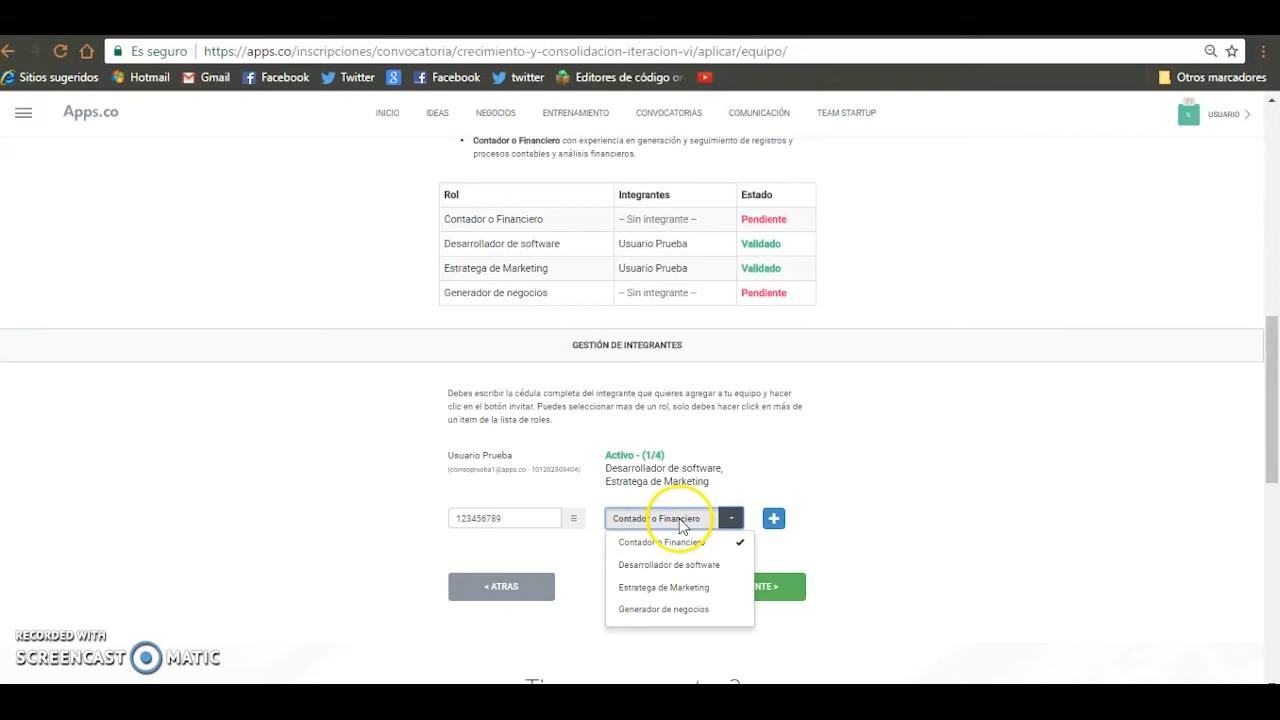 Es seguro https://apps.co/inscripciones/convocatoria/crecimiento-y-consolidacion-iteracion-vi/aplicar/equipo/
Sitios sugeridos Hotmail Gmail Facebook Twitter Facebook twitter Editores de código or Otros marcadores
Apps.co INICIO IDEAS NEGOCIOS ENTRENAMIENTO CONVOCATORIAS COMUNICACIÓN TEAM STARTUP USUARIO
Contador o Financiero con experiencia en generación y seguimiento de registros y
procesos contables y análisis financieros.
Rol Integrantes Estado
Contador o Financiero -- Sin integrante -- Pendiente
Desarrollador de software Usuario Prueba Validado
Estratega de Marketing Usuario Prueba Validado
Generador de negocios -- Sin integrante -- Pendiente
GESTIÓN DE INTEGRANTES
Debes escribir la cédula completa del integrante que quieres agregar a tu equipo y hacer
clic en el botón invitar. Puedes seleccionar mas de un rol, solo debes hacer click en más de
un item de la lista de roles.
Usuario Prueba Activo - (1/4)
(correoprueba1@apps.co - 101202303404) Desarrollador de software,
Estratega de Marketing
123456789 Contador o Financiero
Contador o Financiero
Desarrollador de software
< ATRAS Estratega de Marketing NTE >
Generador de negocios
RECORDED WITH
SCREENCAST MATIC